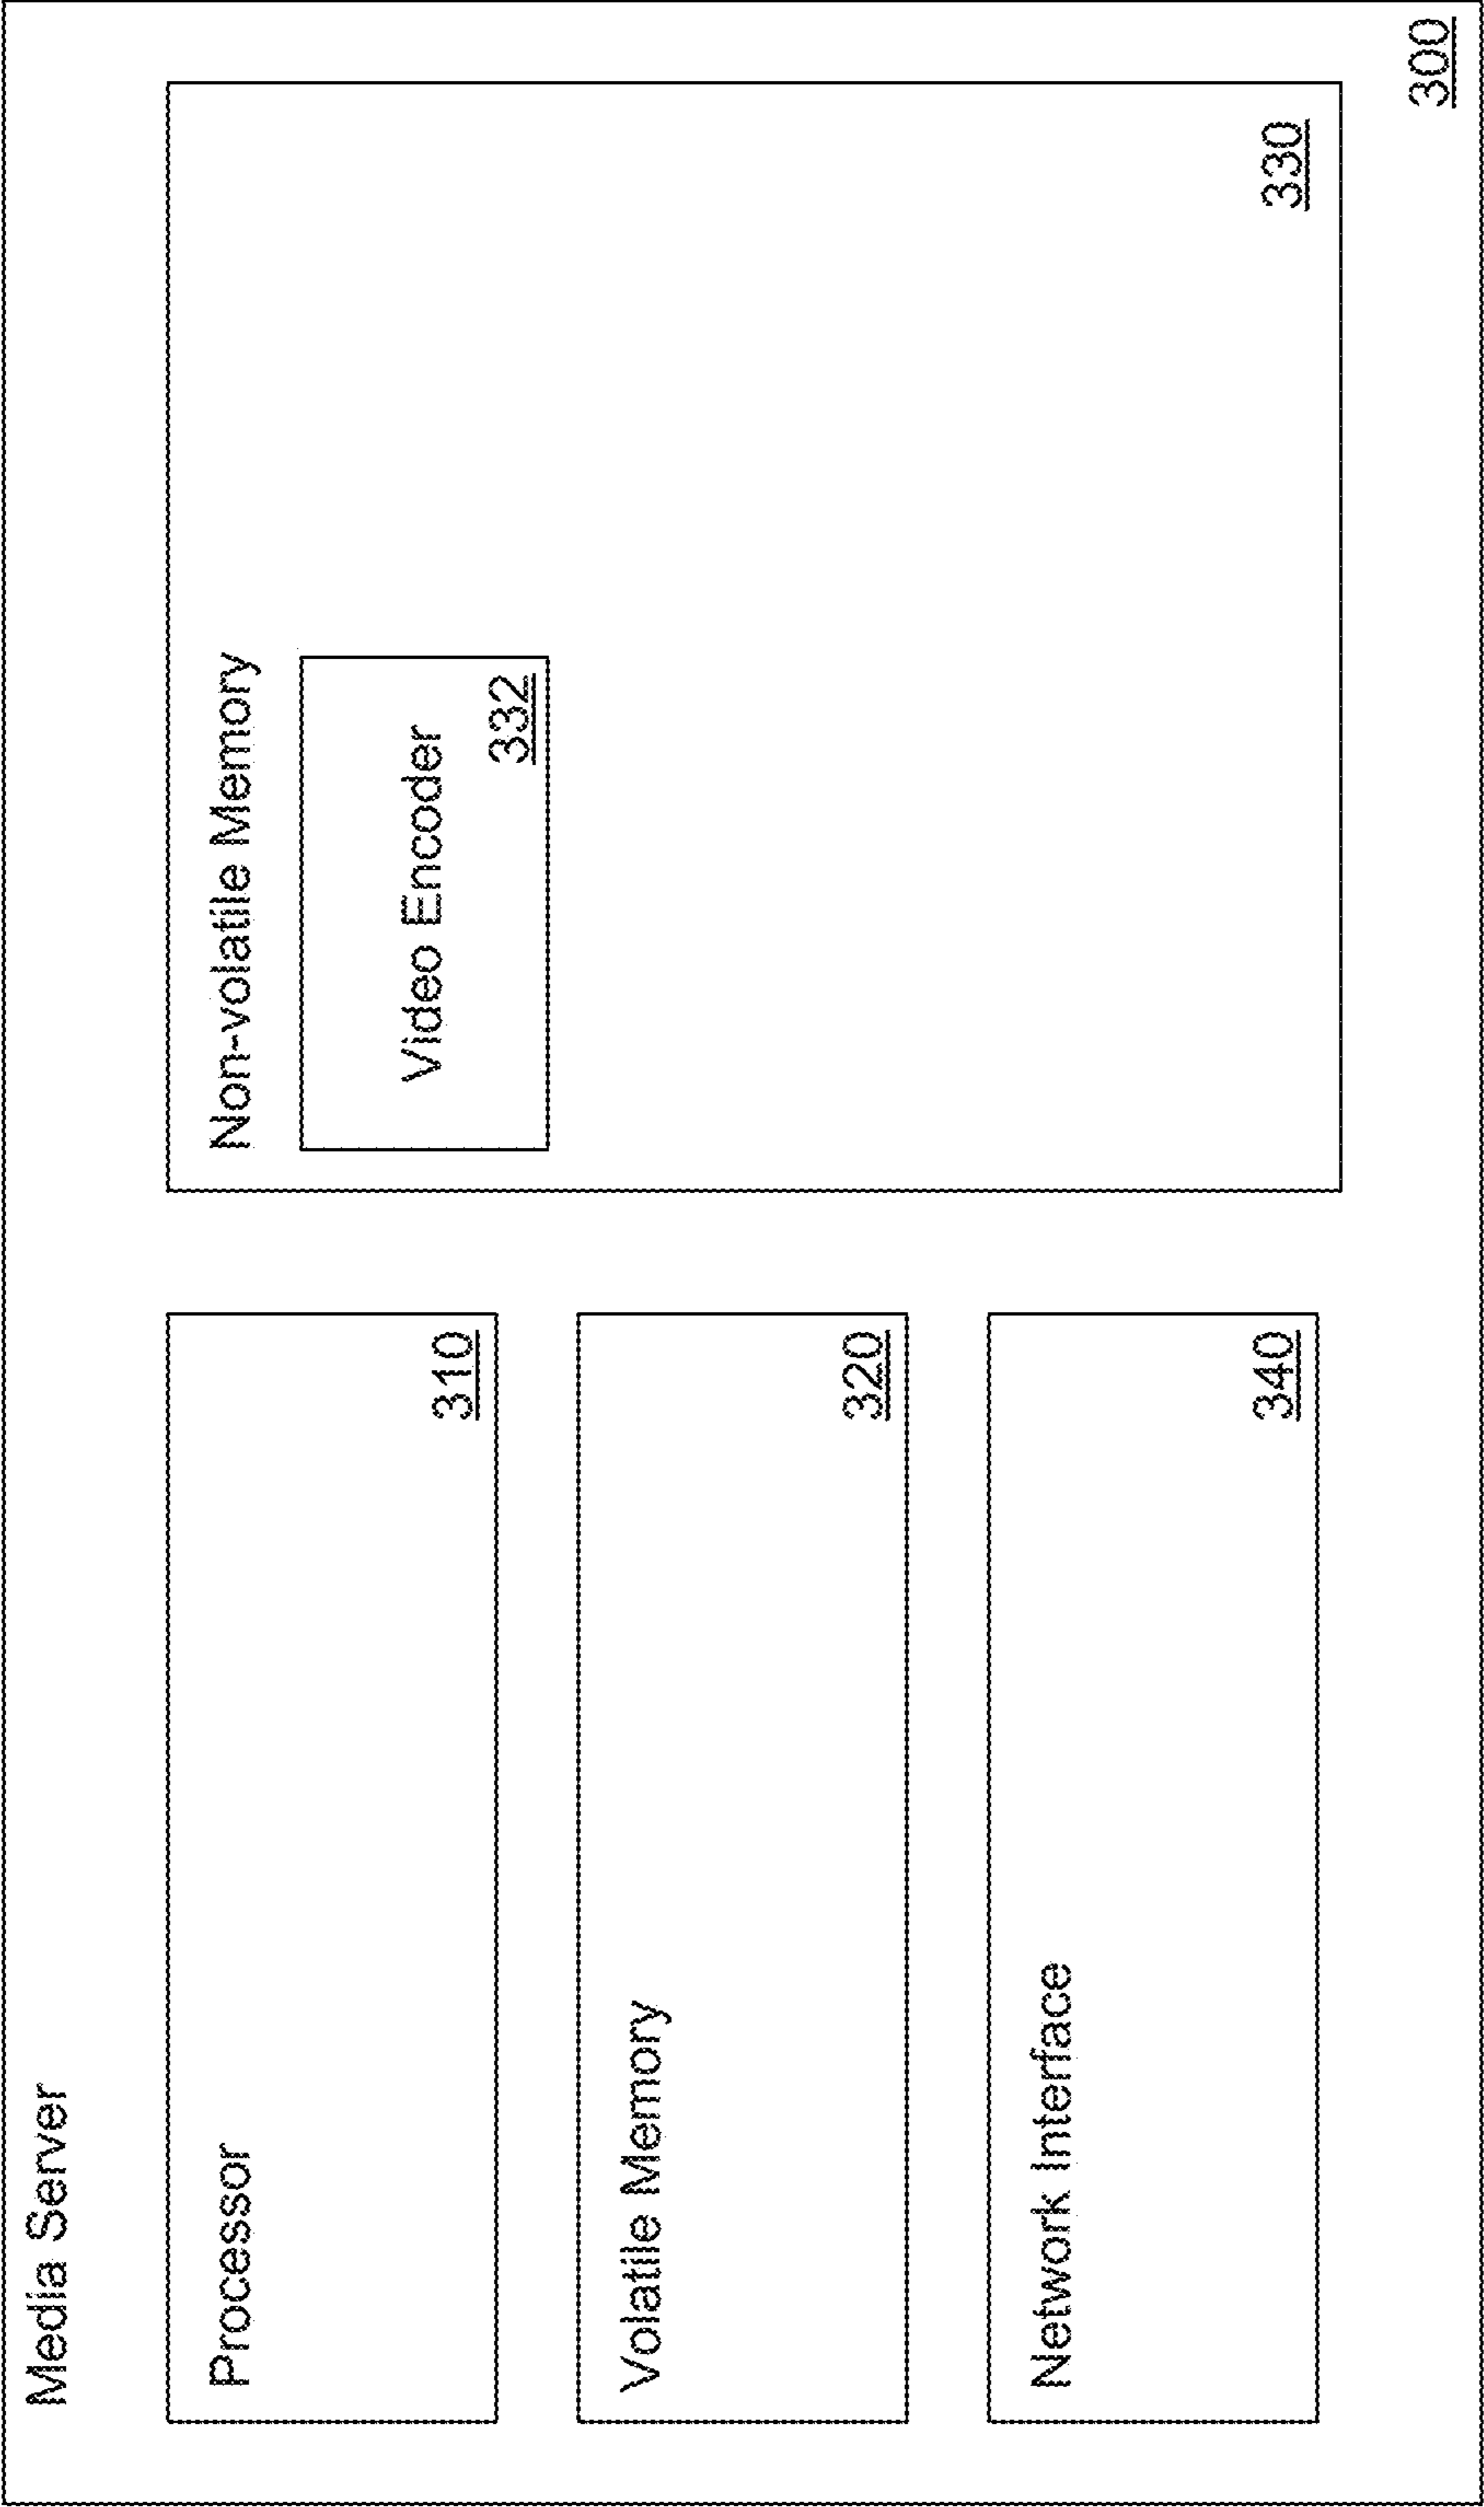 Media Server
Processor
310
Volatile Memory
320
Network Interface
340
Non-volatile Memory
Video Encoder
332
330
300